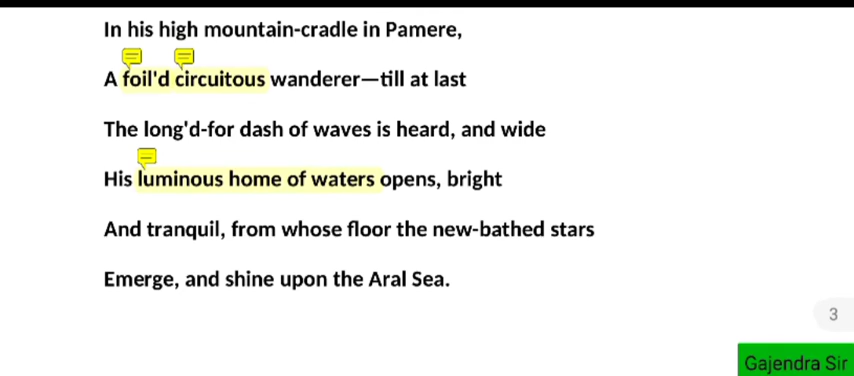 In his high mountain-cradle in Pamere,
A foil'd circuitous wanderer—till at last
The long'd-for dash of waves is heard, and wide
His luminous home of waters opens, bright
And tranquil, from whose floor the new-bathed stars
Emerge, and shine upon the Aral Sea.
3
Gajendra Sir